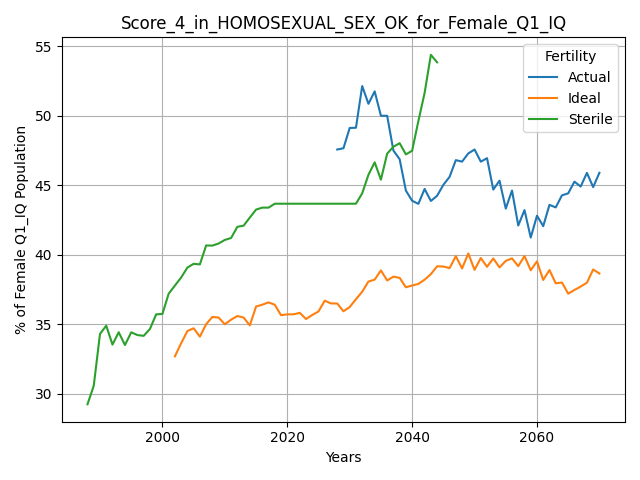 Score_4_in_HOMOSEXUAL_SEX_OK_for_Female_Q1_IQ
% of Female Q1_IQ Population
55
50
45
40
35
30
2000
2020
2040
2060
Years
Fertility
Actual
Ideal
Sterile